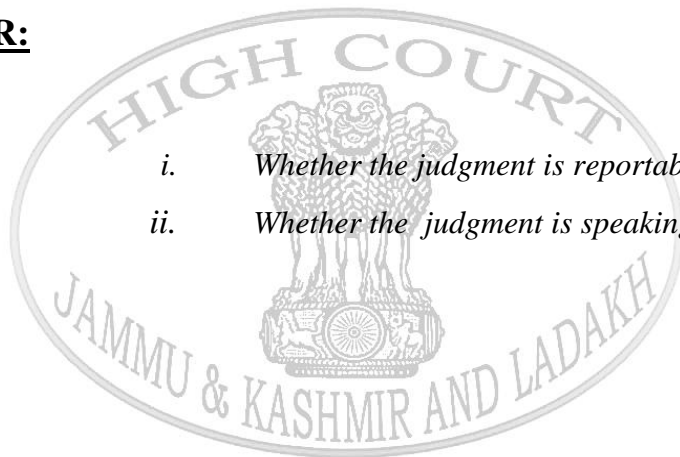 R:
HIGH COURT
i. Whether the judgment is reportab
ii. Whether the judgment is speaking
JAMMU & KASHMIR AND LADAKH